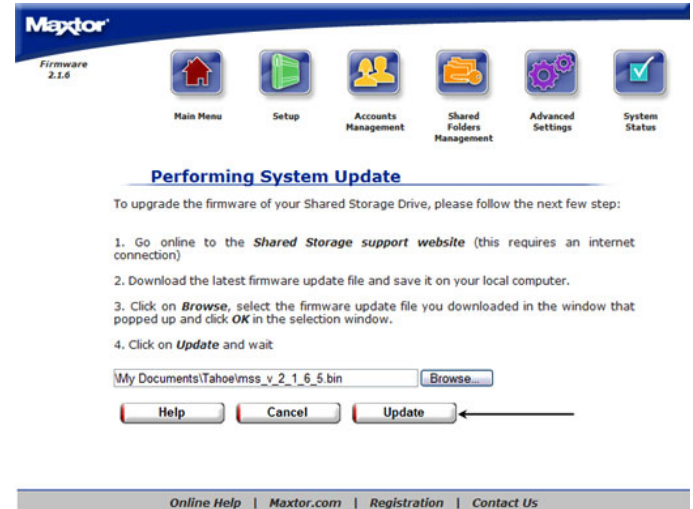 Maxtor
Firmware
2.1.6
Main Menu
Setup
Accounts
Management
Shared
Folders
Management
Advanced
Settings
System
Status
Performing System Update
To upgrade the firmware of your Shared Storage Drive, please follow the next few step:
1. Go online to the Shared Storage support website (this requires an internet
connection)
2. Download the latest firmware update file and save it on your local computer.
3. Click on Browse, select the firmware update file you downloaded in the window that
popped up and click OK in the selection window.
4. Click on Update and wait
\My Documents\Tahoe\mss_v_2_1_6_5.bin
Browse...
Help
Cancel
Update
Online Help | Maxtor.com | Registration | Contact Us